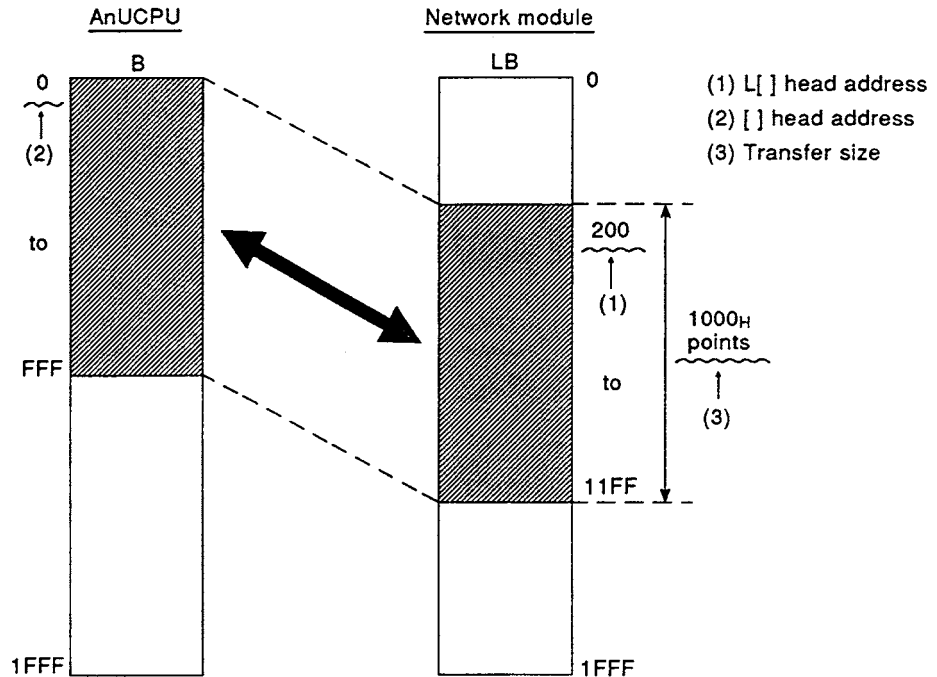 AnUCPU
Network module
B
LB
0
0
(1) L[ ] head address
(2) [ ] head address
(3) Transfer size
(2)
to
200
(1)
1000H
points
to
(3)
FFF
11FF
1FFF
1FFF